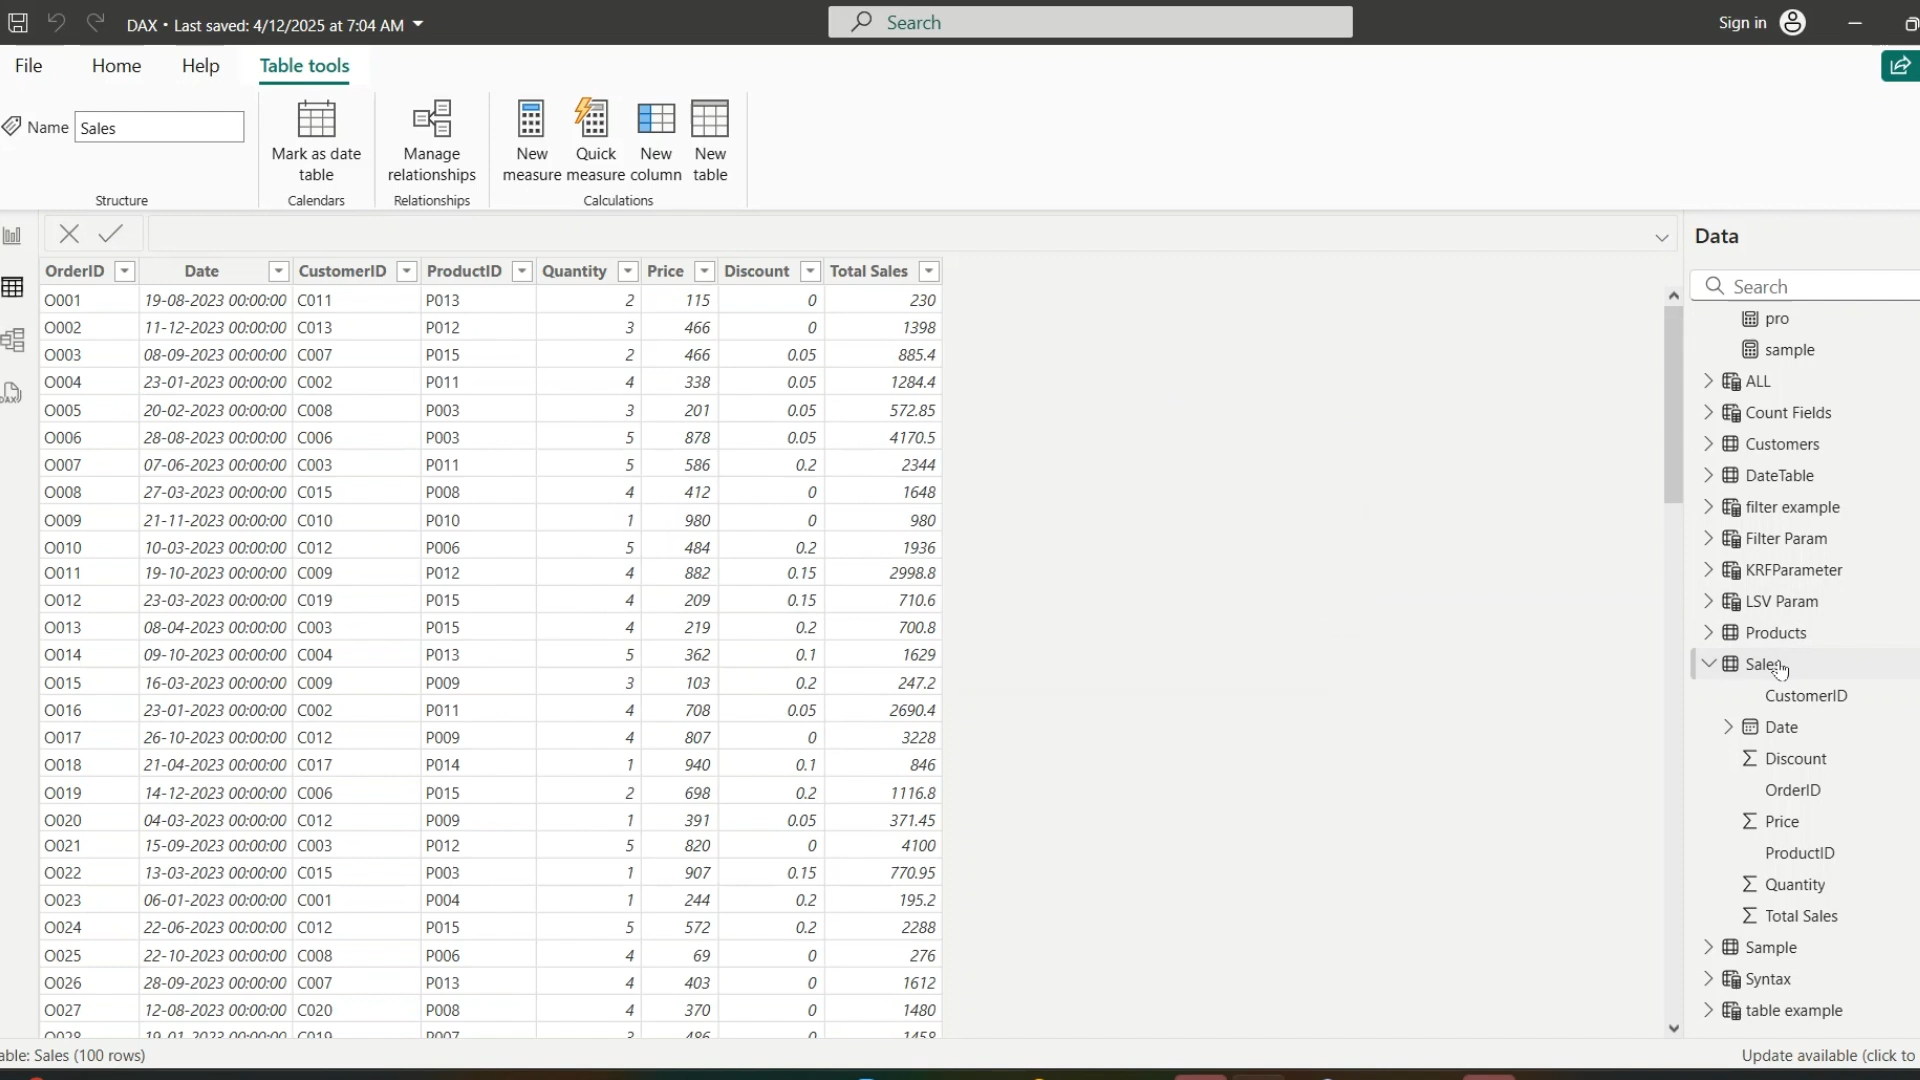 DAX • Last saved: 4/12/2025 at 7:04 AM Search Sign in
File Home Help Table tools
Name Sales
Mark as date table
Manage relationships
New measure
Quick measure
New column
New table
Structure Calendars Relationships Calculations
OrderID Date CustomerID ProductID Quantity Price Discount Total Sales
O001 19-08-2023 00:00:00 C011 P013 2 115 0 230
O002 11-12-2023 00:00:00 C013 P012 3 466 0 1398
O003 08-09-2023 00:00:00 C007 P015 2 466 0.05 885.4
O004 23-01-2023 00:00:00 C002 P011 4 338 0.05 1284.4
O005 20-02-2023 00:00:00 C008 P003 3 201 0.05 572.85
O006 28-08-2023 00:00:00 C006 P003 5 878 0.05 4170.5
O007 07-06-2023 00:00:00 C003 P011 5 586 0.2 2344
O008 27-03-2023 00:00:00 C015 P008 4 412 0 1648
O009 21-11-2023 00:00:00 C010 P010 1 980 0 980
O010 10-03-2023 00:00:00 C012 P006 5 484 0.2 1936
O011 19-10-2023 00:00:00 C009 P012 4 882 0.15 2998.8
O012 23-03-2023 00:00:00 C019 P015 4 209 0.15 710.6
O013 08-04-2023 00:00:00 C003 P015 4 219 0.2 700.8
O014 09-10-2023 00:00:00 C004 P013 5 362 0.1 1629
O015 16-03-2023 00:00:00 C009 P009 3 103 0.2 247.2
O016 23-01-2023 00:00:00 C002 P011 4 708 0.05 2690.4
O017 26-10-2023 00:00:00 C012 P009 4 807 0 3228
O018 21-04-2023 00:00:00 C017 P014 1 940 0.1 846
O019 14-12-2023 00:00:00 C006 P015 2 698 0.2 1116.8
O020 04-03-2023 00:00:00 C012 P009 1 391 0.05 371.45
O021 15-09-2023 00:00:00 C003 P012 5 820 0 4100
O022 13-03-2023 00:00:00 C015 P003 1 907 0.15 770.95
O023 06-01-2023 00:00:00 C001 P004 1 244 0.2 195.2
O024 22-06-2023 00:00:00 C012 P015 5 572 0.2 2288
O025 22-10-2023 00:00:00 C008 P006 4 69 0 276
O026 28-09-2023 00:00:00 C007 P013 4 403 0 1612
O027 12-08-2023 00:00:00 C020 P008 4 370 0 1480
Data
Search
pro
sample
ALL
Count Fields
Customers
DateTable
filter example
Filter Param
KRFParameter
LSV Param
Products
Sales
CustomerID
Date
Discount
OrderID
Price
ProductID
Quantity
Total Sales
Sample
Syntax
table example
able: Sales (100 rows) Update available (click to